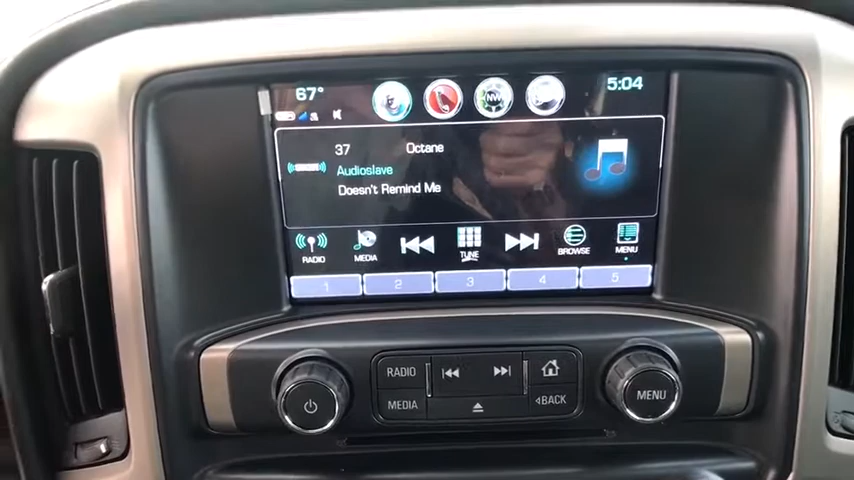 67°
NW
5:04
37 Octane
Audioslave
Doesn't Remind Me
RADIO MEDIA TUNE BROWSE MENU
1 2 3 4 5
RADIO
MEDIA BACK
MENU